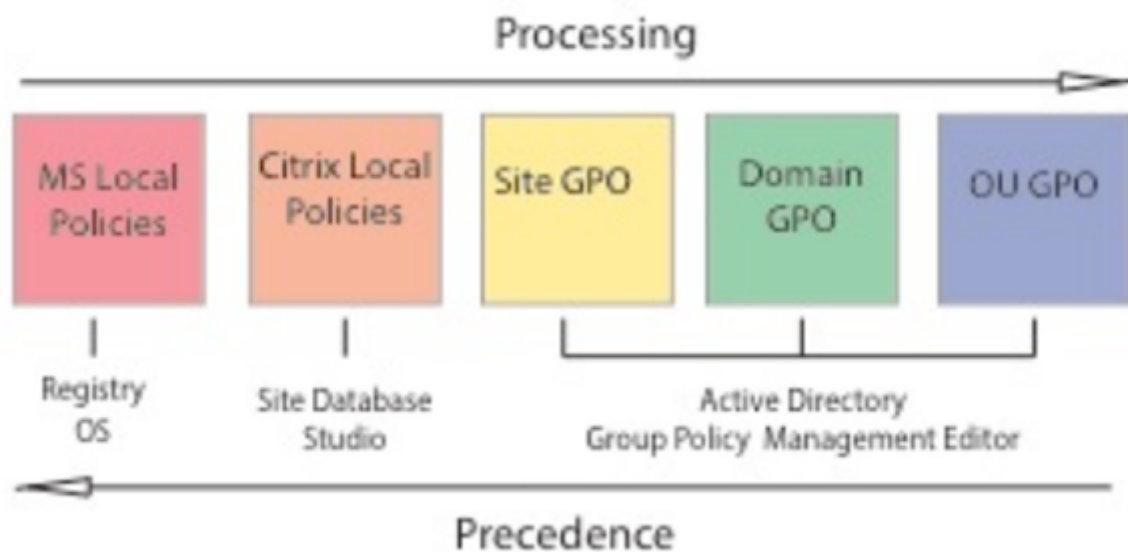 Processing
MS Local
Policies
Citrix Local
Policies
Site GPO
Domain
GPO
OU GPO
Registry
OS
Site Database
Studio
Active Directory
Group Policy Management Editor
Precedence